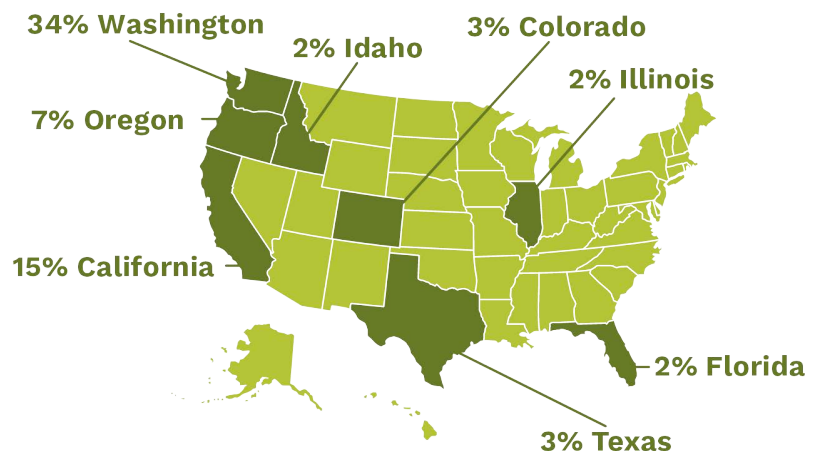 34% Washington
2% Idaho
3% Colorado
2% Illinois
7% Oregon
15% California
2% Florida
3% Texas